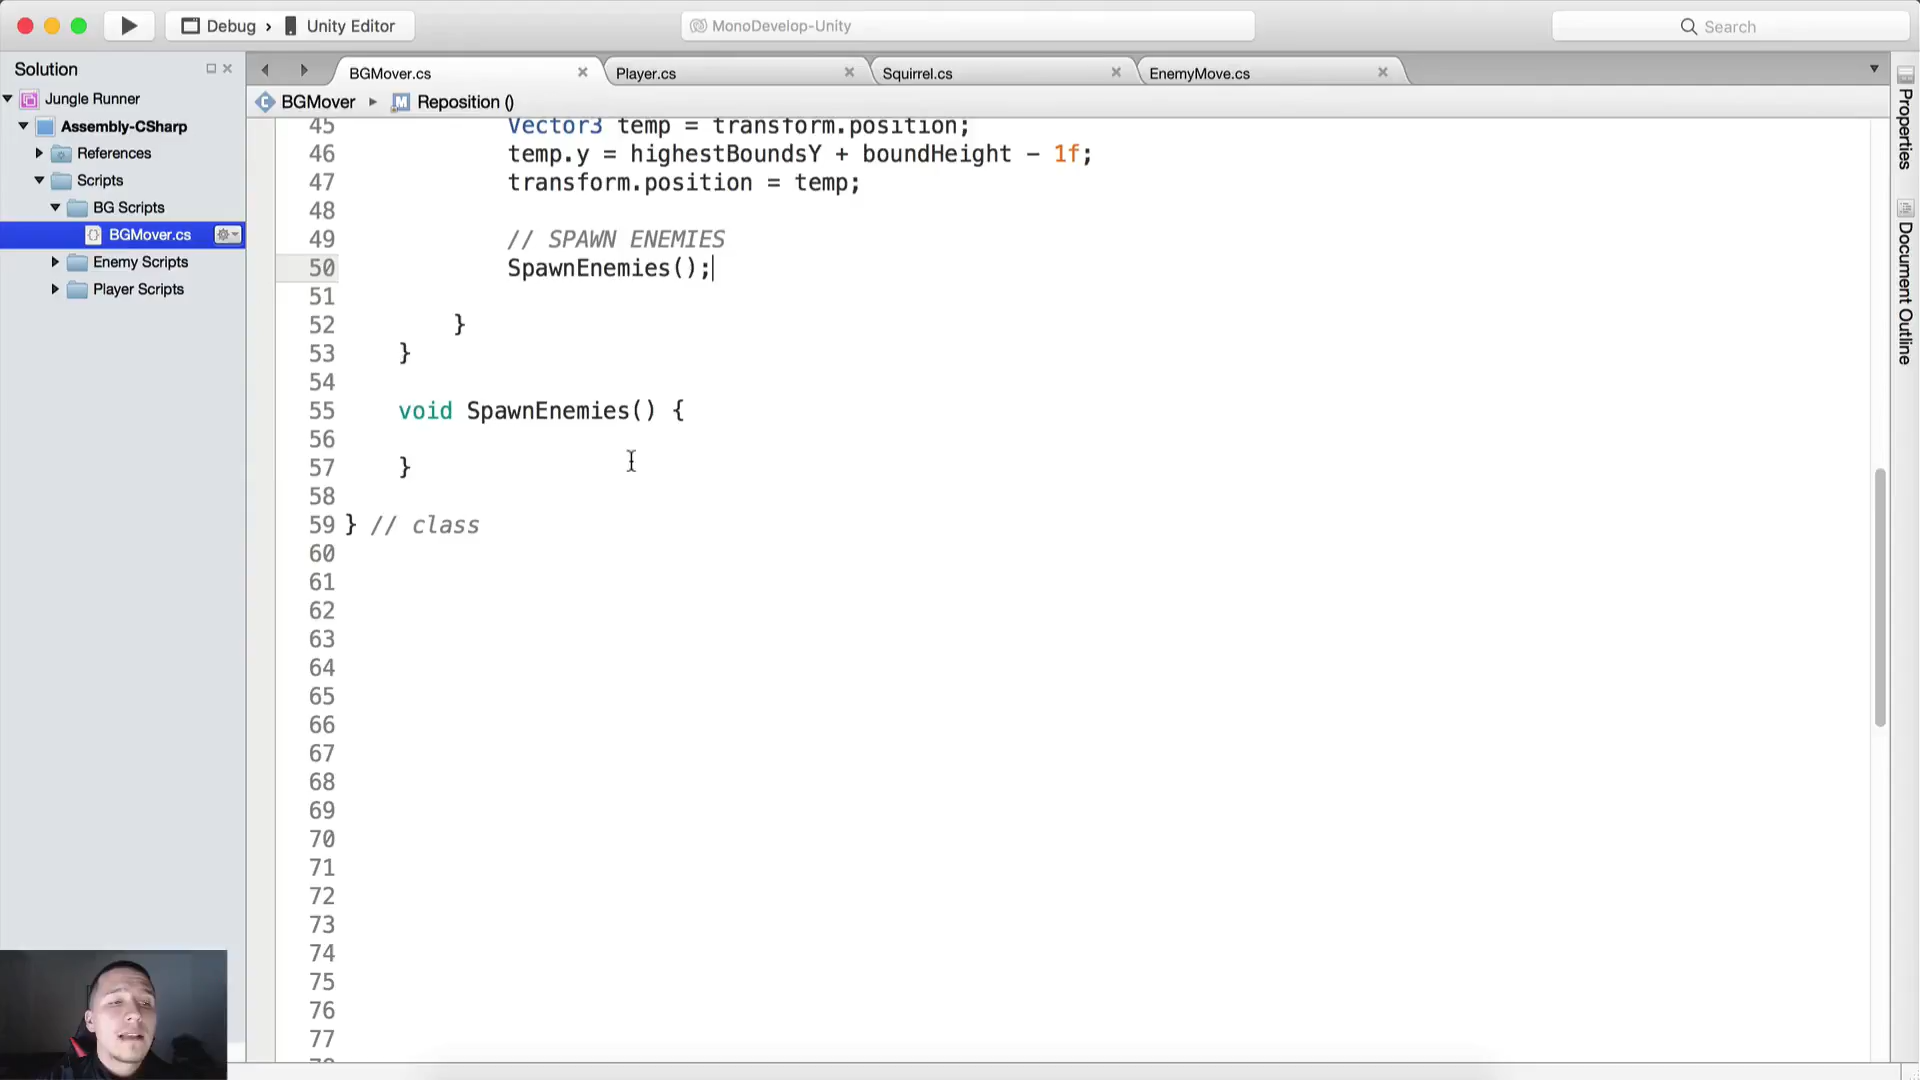 Debug › Unity Editor
MonoDevelop-Unity
Search
Solution
BGMover.cs
Player.cs
Squirrel.cs
EnemyMove.cs
Jungle Runner
Assembly-CSharp
References
Scripts
BG Scripts
BGMover.cs
Enemy Scripts
Player Scripts
BGMover
Reposition ()
45 Vector3 temp = transform.position;
46 temp.y = highestBoundsY + boundHeight - 1f;
47 transform.position = temp;
48
49 // SPAWN ENEMIES
50 SpawnEnemies();
51
52 }
53 }
54
55 void SpawnEnemies() {
56
57 }
58
59 } // class
60
61
62
63
64
65
66
67
68
69
70
71
72
73
74
75
76
77
Properties
Document Outline